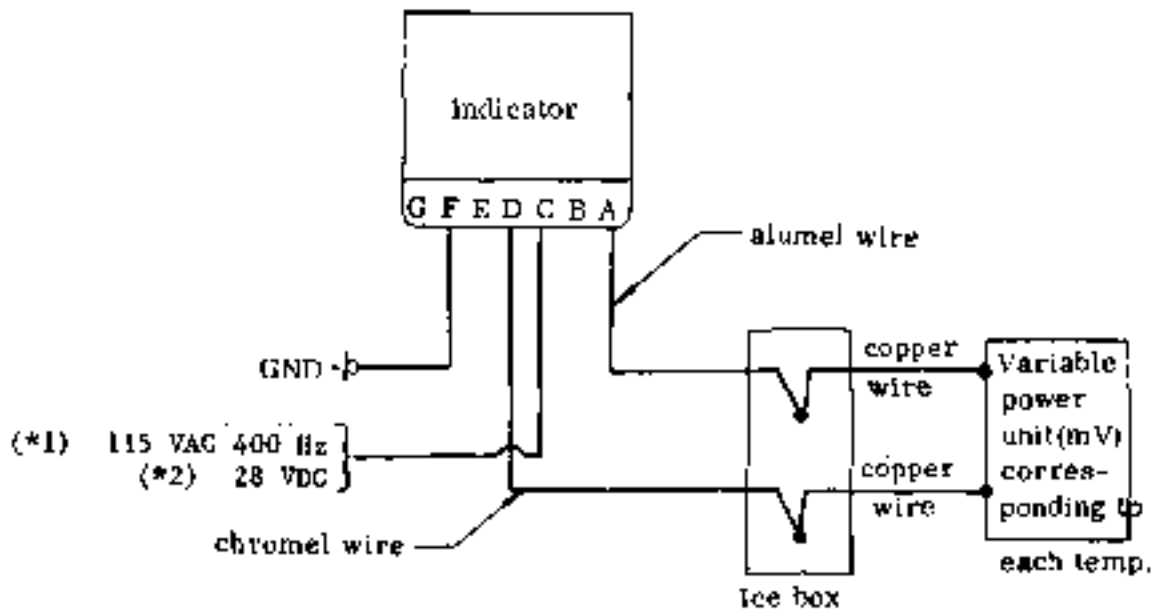 Indicator
G F E D C B A
alumel wire
GND
copper
wire
Variable
power
unit(mV)
corres-
ponding to
each temp.
(*1) 115 VAC 400 Hz
(*2) 28 VDC
copper
wire
chromel wire
Ice box